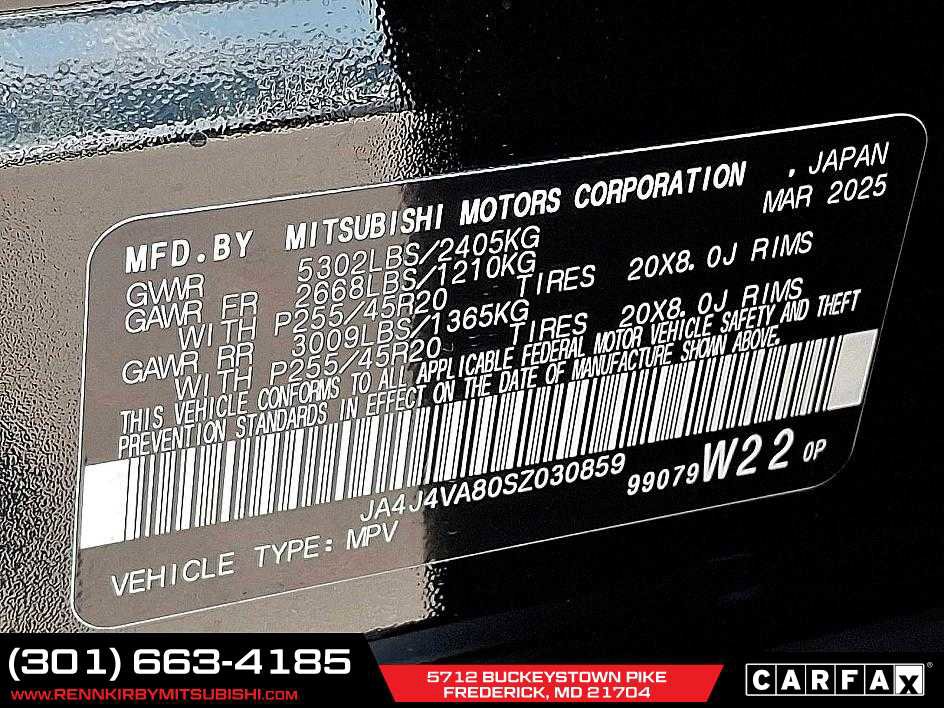 MFD.BY MITSUBISHI MOTORS CORPORATION . JAPAN
MAR 2025
GVWR 5302LBS/2405KG
GAWR FR 2668LBS/1210KG
WITH P255/45R20 TIRES 20X8.0J RIMS
GAWR RR 3009LBS/1365KG
WITH P255/45R20 TIRES 20X8.0J RIMS
THIS VEHICLE CONFORMS TO ALL APPLICABLE FEDERAL MOTOR VEHICLE SAFETY AND THEFT
PREVENTION STANDARDS IN EFFECT ON THE DATE OF MANUFACTURE SHOWN ABOVE.
JA4J4VA80SZ030859
99079 W22 OP
VEHICLE TYPE: MPV
(301) 663-4185
WWW.RENNKIRBYMITSUBISHI.COM
5712 BUCKEYSTOWN PIKE
FREDERICK, MD 21704
CARFAX